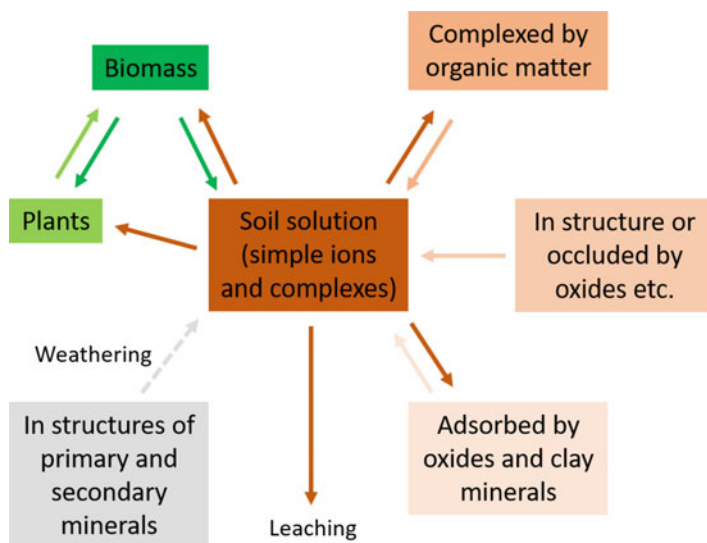 Biomass
Complexed by
organic matter
Plants
Soil solution
(simple ions
and complexes)
In structure or
occluded by
oxides etc.
Weathering
In structures of
primary and
secondary
minerals
Adsorbed by
oxides and clay
minerals
Leaching